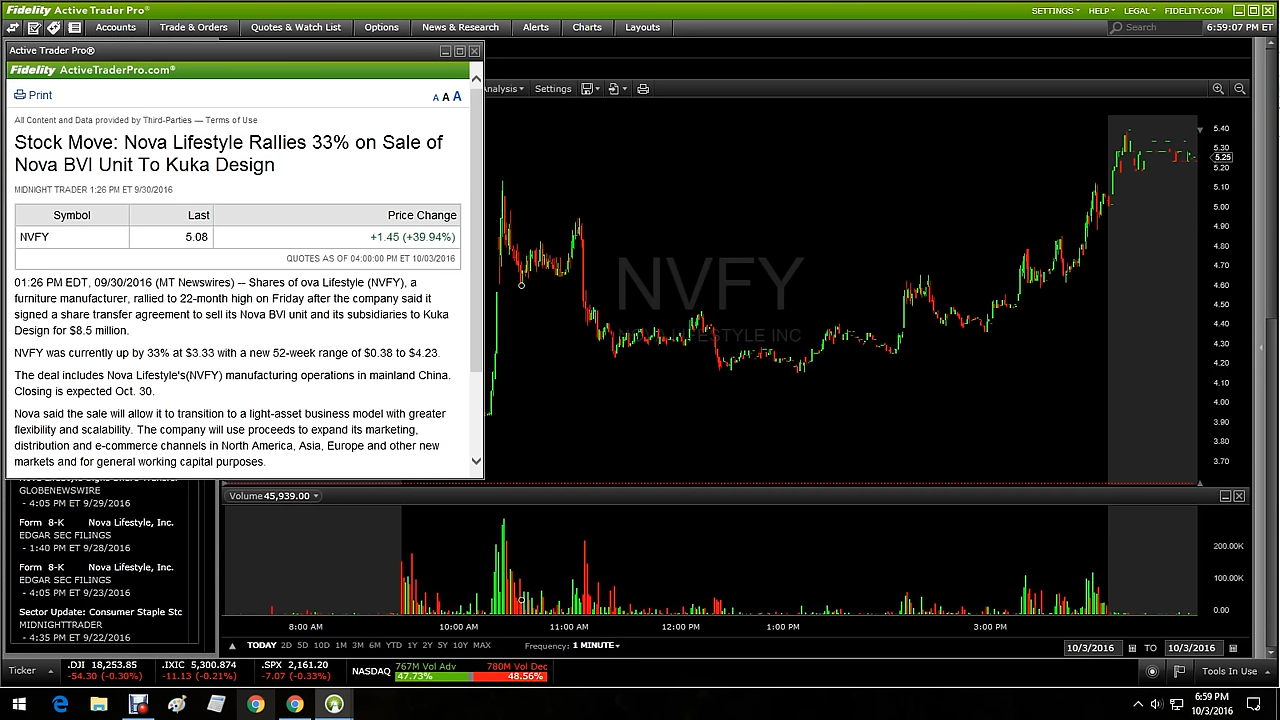 Fidelity Active Trader Pro®
SETTINGS HELP LEGAL FIDELITY.COM
Accounts Trade & Orders Quotes & Watch List Options News & Research Alerts Charts Layouts Search 6:59:07 PM ET
Active Trader Pro®
Fidelity ActiveTraderPro.com®
Print
A A A
All Content and Data provided by Third-Parties — Terms of Use
Stock Move: Nova Lifestyle Rallies 33% on Sale of
Nova BVI Unit To Kuka Design
MIDNIGHT TRADER 1:26 PM ET 9/30/2016
Symbol Last Price Change
NVFY 5.08 +1.45 (+39.94%)
QUOTES AS OF 04:00:00 PM ET 10/03/2016
01:26 PM EDT, 09/30/2016 (MT Newswires) -- Shares of ova Lifestyle (NVFY), a
furniture manufacturer, rallied to 22-month high on Friday after the company said it
signed a share transfer agreement to sell its Nova BVI unit and its subsidiaries to Kuka
Design for $8.5 million.
NVFY was currently up by 33% at $3.33 with a new 52-week range of $0.38 to $4.23.
The deal includes Nova Lifestyle's(NVFY) manufacturing operations in mainland China.
Closing is expected Oct. 30.
Nova said the sale will allow it to transition to a light-asset business model with greater
flexibility and scalability. The company will use proceeds to expand its marketing,
distribution and e-commerce channels in North America, Asia, Europe and other new
markets and for general working capital purposes.
GLOBENEWSWIRE
- 4:05 PM ET 9/29/2016
Form 8-K Nova Lifestyle, Inc.
EDGAR SEC FILINGS
- 1:40 PM ET 9/28/2016
Form 8-K Nova Lifestyle, Inc.
EDGAR SEC FILINGS
- 4:05 PM ET 9/23/2016
Sector Update: Consumer Staple Stc
MIDNIGHTTRADER
- 4:35 PM ET 9/22/2016
nalysis Settings
NVFY
NOVA LIFESTYLE INC
5.40
5.30
5.25
5.20
5.10
5.00
4.90
4.80
4.70
4.60
4.50
4.40
4.30
4.20
4.10
4.00
3.90
3.80
3.70
Volume 45,939.00
200.00K
100.00K
0.00
8:00 AM 10:00 AM 11:00 AM 12:00 PM 1:00 PM 3:00 PM
TODAY 2D 5D 10D 1M 3M 6M YTD 1Y 2Y 5Y 10Y MAX Frequency: 1 MINUTE 10/3/2016 TO 10/3/2016
Ticker
.DJI 18,253.85
-54.30 (-0.30%)
.IXIC 5,300.874
-11.13 (-0.21%)
.SPX 2,161.20
-7.07 (-0.33%)
NASDAQ
767M Vol Adv 780M Vol Dec
47.73% 48.56%
Tools In Use
6:59 PM
10/3/2016